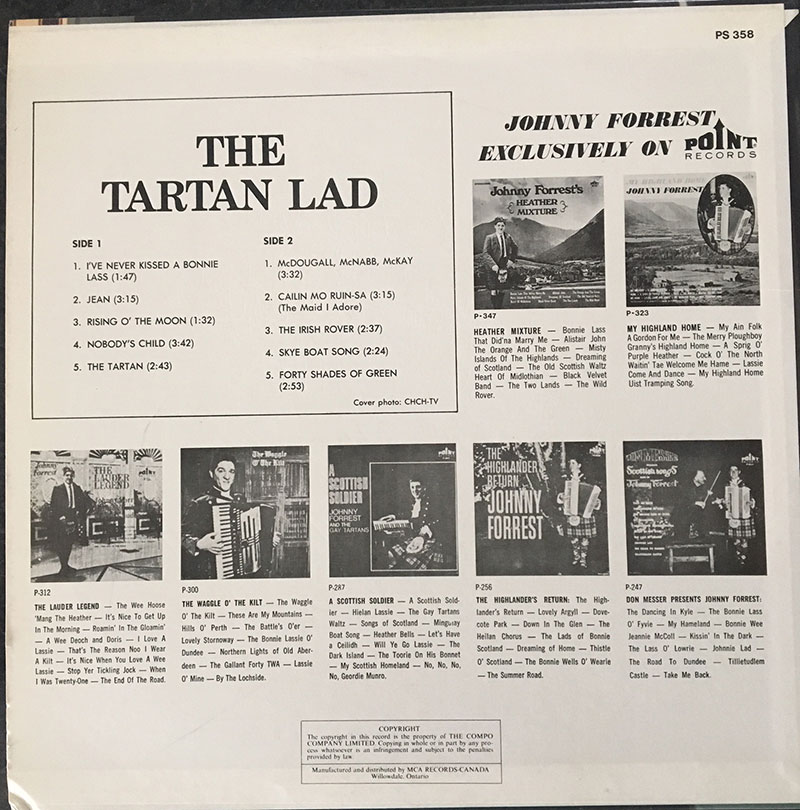 PS 358
THE
TARTAN LAD
SIDE 1
1. I'VE NEVER KISSED A BONNIE
LASS (1:47)
2. JEAN (3:15)
3. RISING O' THE MOON (1:32)
4. NOBODY'S CHILD (3:42)
5. THE TARTAN (2:43)
SIDE 2
1. McDOUGALL, McNABB, McKAY
(3:32)
2. CAILIN MO RUIN-SA (3:15)
(The Maid I Adore)
3. THE IRISH ROVER (2:37)
4. SKYE BOAT SONG (2:24)
5. FORTY SHADES OF GREEN
(2:53)
Cover photo: CHCH-TV
JOHNNY FORREST
EXCLUSIVELY ON POINT
RECORDS
Johnny Forrest's
HEATHER
MIXTURE
P-347
HEATHER MIXTURE — Bonnie Lass
That Did'na Marry Me — Alistair John
The Orange And The Green — Misty
Islands Of The Highlands — Dreaming
of Scotland — The Old Scottish Waltz
Heart Of Midlothian — Black Velvet
Band — The Two Lands — The Wild
Rover.
MY HIGHLAND HOME
JOHNNY FORREST
P-323
MY HIGHLAND HOME — My Ain Folk
A Gordon For Me — The Merry Ploughboy
Granny's Highland Home — A Sprig O'
Purple Heather — Cock O' The North
Waitin' Tae Welcome Me Hame — Lassie
Come And Dance — My Highland Home
Uist Tramping Song.
Johnny
Forrest
THE
LAUDER
LEGEND
POINT
P-312
THE LAUDER LEGEND — The Wee Hoose
'Mang The Heather — It's Nice To Get Up
In The Morning — Roamin' In The Gloamin'
— A Wee Deoch and Doris — I Love A
Lassie — That's The Reason Noo I Wear
A Kilt — It's Nice When You Love A Wee
Lassie — Stop Yer Tickling Jock — When
I Was Twenty-One — The End Of The Road.
The Waggle
O' The Kilt
P-300
THE WAGGLE O' THE KILT — The Waggle
O' The Kilt — These Are My Mountains —
Hills O' Perth — The Battle's O'er —
Lovely Stornoway — The Bonnie Lassie O'
Dundee — Northern Lights of Old Aber-
deen — The Gallant Forty TWA — Lassie
O' Mine — By The Lochside.
A
SCOTTISH
SOLDIER
JOHNNY
FORREST
AND THE
GAY TARTANS
P-287
A SCOTTISH SOLDIER — A Scottish Sold-
ier — Hielan Lassie — The Gay Tartans
Waltz — Songs of Scotland — Mingulay
Boat Song — Heather Bells — Let's Have
a Ceilidh — Will Ye Go Lassie — The
Dark Island — The Toorie On His Bonnet
— My Scottish Homeland — No, No, No,
No, Geordie Munro.
THE
HIGHLANDER
RETURN
JOHNNY
FORREST
P-256
THE HIGHLANDER'S RETURN: The High-
lander's Return — Lovely Argyll — Dove-
cote Park — Down In The Glen — The
Heilan Chorus — The Lads of Bonnie
Scotland — Dreaming of Home — Thistle
O' Scotland — The Bonnie Wells O' Wearie
— The Summer Road.
Scottish songs
Johnny Forrest
P-247
DON MESSER PRESENTS JOHNNY FORREST:
The Dancing In Kyle — The Bonnie Lass
O' Fyvie — My Hameland — Bonnie Wee
Jeannie McColl — Kissin' In The Dark —
The Lass O' Lowrie — Johnnie Lad —
The Road To Dundee — Tillietudlem
Castle — Take Me Back.
COPYRIGHT
The copyright in this record is the property of THE COMPO
COMPANY LIMITED. Copying in whole or in part by any pro-
cess whatsoever is an infringement and subject to the penalties
provided by law.
Manufactured and distributed by MCA RECORDS-CANADA
Willowdale, Ontario